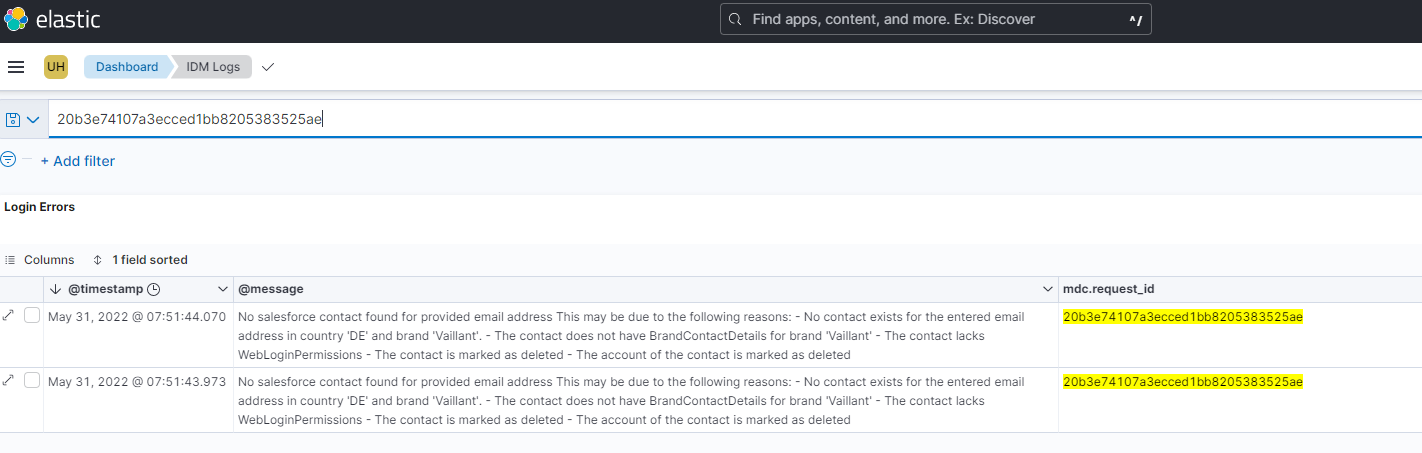 elastic
Find apps, content, and more. Ex: Discover
^/
UH
Dashboard
IDM Logs
20b3e74107a3ecced1bb8205383525ae
+ Add filter
Login Errors
Columns
1 field sorted
@timestamp
@message
mdc.request_id
May 31, 2022 @ 07:51:44.070
No salesforce contact found for provided email address This may be due to the following reasons: - No contact exists for the entered email
address in country 'DE' and brand 'Vaillant'. - The contact does not have BrandContactDetails for brand 'Vaillant' - The contact lacks
WebLoginPermissions - The contact is marked as deleted - The account of the contact is marked as deleted
20b3e74107a3ecced1bb8205383525ae
May 31, 2022 @ 07:51:43.973
No salesforce contact found for provided email address This may be due to the following reasons: - No contact exists for the entered email
address in country 'DE' and brand 'Vaillant'. - The contact does not have BrandContactDetails for brand 'Vaillant' - The contact lacks
WebLoginPermissions - The contact is marked as deleted - The account of the contact is marked as deleted
20b3e74107a3ecced1bb8205383525ae